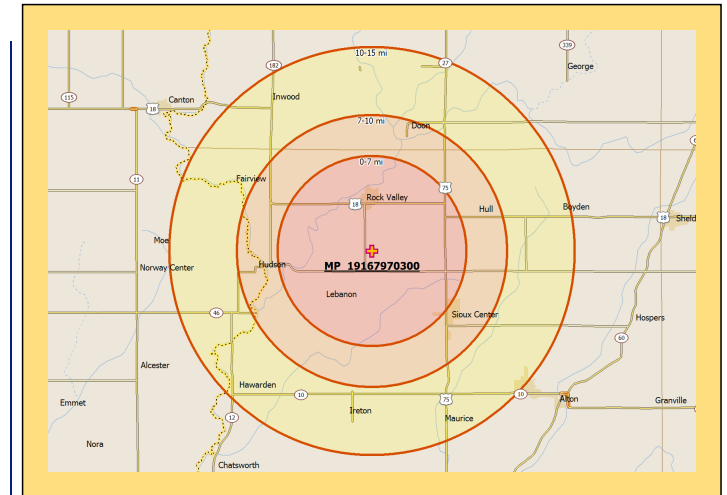 10-15 mi
339
George
182
27
115
Canton
Inwood
18
7-10 mi
Doon
0-7 mi
11
Fairview
75
Rock Valley
18
Hull
Boyden
18
Sheld
Moe
Norway Center
Hudson
MP 19167970300
Lebanon
46
Sioux Center
Hospers
60
Alcester
Hawarden
10
75
10
Alton
Granville
Emmet
Ireton
12
Maurice
Nora
Chatsworth